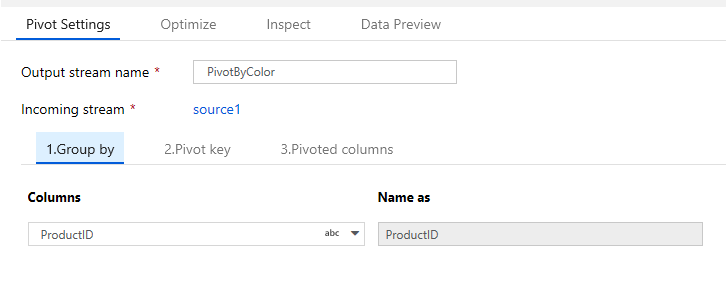 Pivot Settings Optimize Inspect Data Preview
Output stream name * PivotByColor
Incoming stream * source1
1.Group by 2.Pivot key 3.Pivoted columns
Columns Name as
ProductID abc ProductID